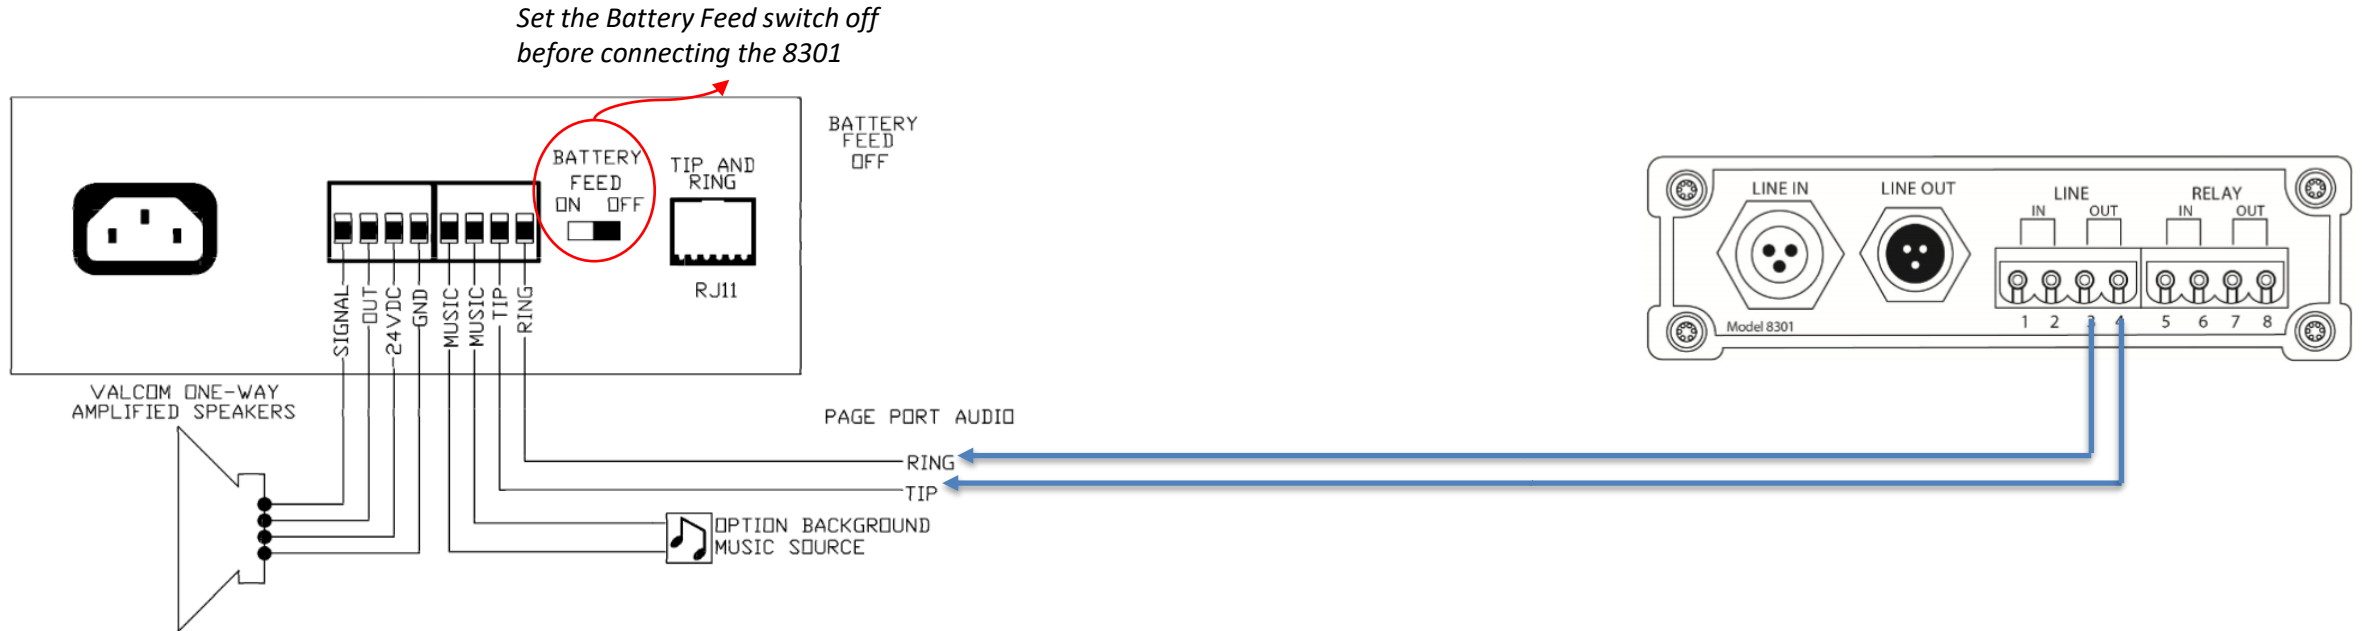 Set the Battery Feed switch off
before connecting the 8301
BATTERY
FEED
OFF
BATTERY
FEED
ON OFF
TIP AND
RING
RJ11
SIGNAL
OUT
24VDC
GND
MUSIC
MUSIC
TIP
RING
VALCOM ONE-WAY
AMPLIFIED SPEAKERS
PAGE PORT AUDIO
RING
TIP
OPTION BACKGROUND
MUSIC SOURCE
LINE IN
LINE OUT
LINE
IN OUT
RELAY
IN OUT
1 2 3 4 5 6 7 8
Model 8301